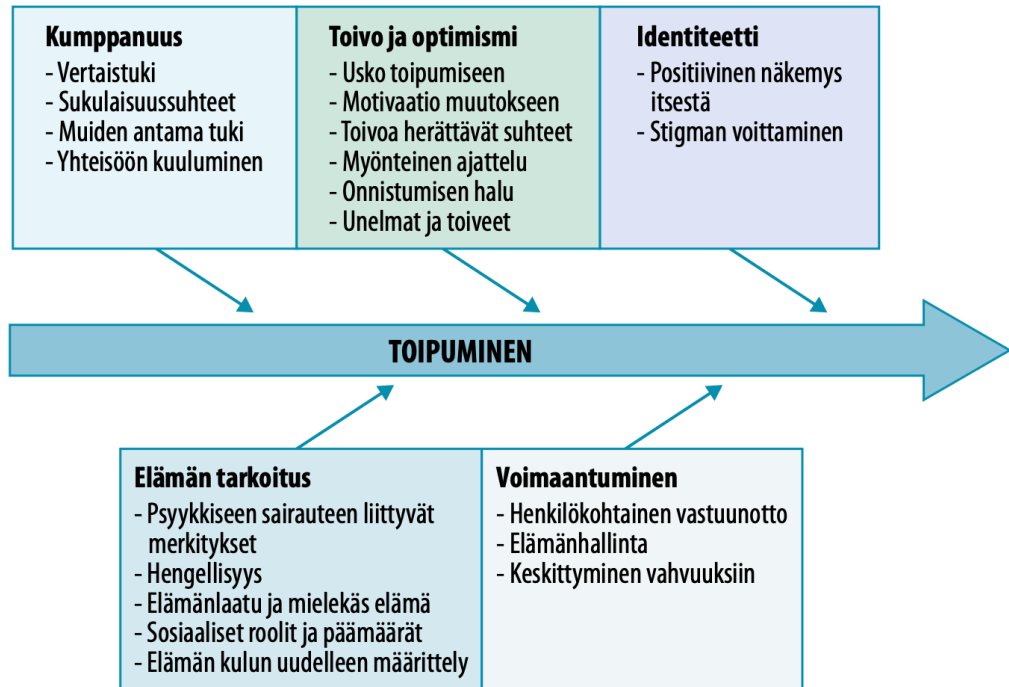 Kumppanuus
- Vertaistuki
- Sukulaisuussuhteet
- Muiden antama tuki
- Yhteisöön kuuluminen
Toivo ja optimismi
- Usko toipumiseen
- Motivaatio muutokseen
- Toivoa herättävät suhteet
- Myönteinen ajattelu
- Onnistumisen halu
- Unelmat ja toiveet
Identiteetti
- Positiivinen näkemys
itsestä
- Stigman voittaminen
TOIPUMINEN
Elämän tarkoitus
- Psyykkiseen sairauteen liittyvät
merkitykset
- Hengellisyys
- Elämänlaatu ja mielekäs elämä
- Sosiaaliset roolit ja päämäärät
- Elämän kulun uudelleen määrittely
Voimaantuminen
- Henkilökohtainen vastuunotto
- Elämänhallinta
- Keskittyminen vahvuuksiin